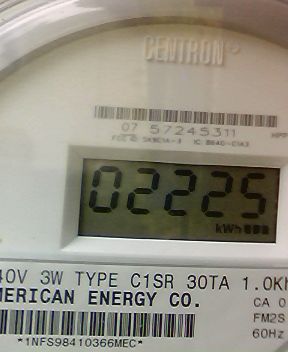 CENTRON®
07 57245311
02225
kWh
40V 3W TYPE C1SR 30TA 1.0K
MERICAN ENERGY CO.
CA 0
FM2S
60Hz
*1NFS98410366MEC*